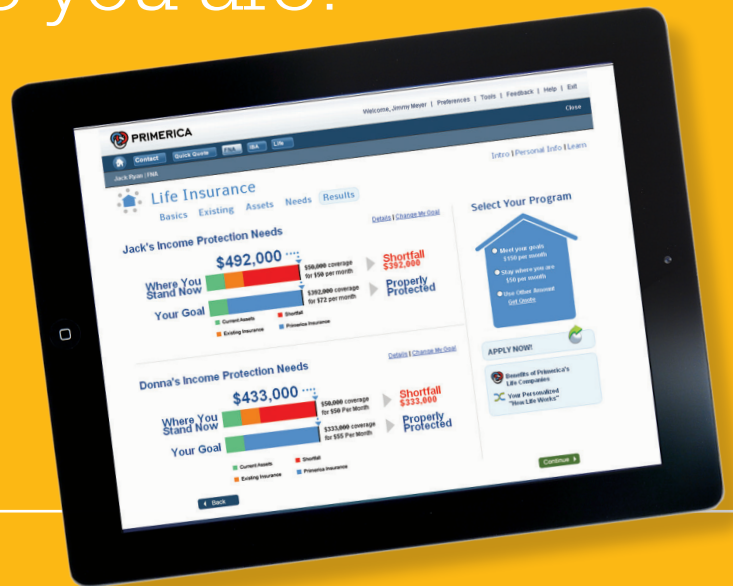 you are?
PRIMERICA
Welcome, Jimmy Meyer | Preferences | Tools | Feedback | Help | Exit
Contact Quick Quote FNA IBA Life
Close
Jack Ryan | FNA
Intro | Personal Info | Learn
Life Insurance
Basics Existing Assets Needs Results
Details | Change My Goal
Jack's Income Protection Needs
$492,000
Where You
Stand Now
$50,000 coverage
for $50 per month
Shortfall
$392,000
Your Goal
$392,000 coverage
for $72 per month
Properly
Protected
Current Assets Shortfall
Existing Insurance Primerica Insurance
Details | Change My Goal
Donna's Income Protection Needs
$433,000
Where You
Stand Now
$50,000 coverage
for $50 Per Month
Shortfall
$333,000
Your Goal
$333,000 coverage
for $55 Per Month
Properly
Protected
Current Assets Shortfall
Existing Insurance Primerica Insurance
Back
Select Your Program
Meet your goals
$150 per month
Stay where you are
$50 per month
Use Other Amount
Get Quote
APPLY NOW!
Benefits of Primerica's
Life Companies
Your Personalized
"How Life Works"
Continue